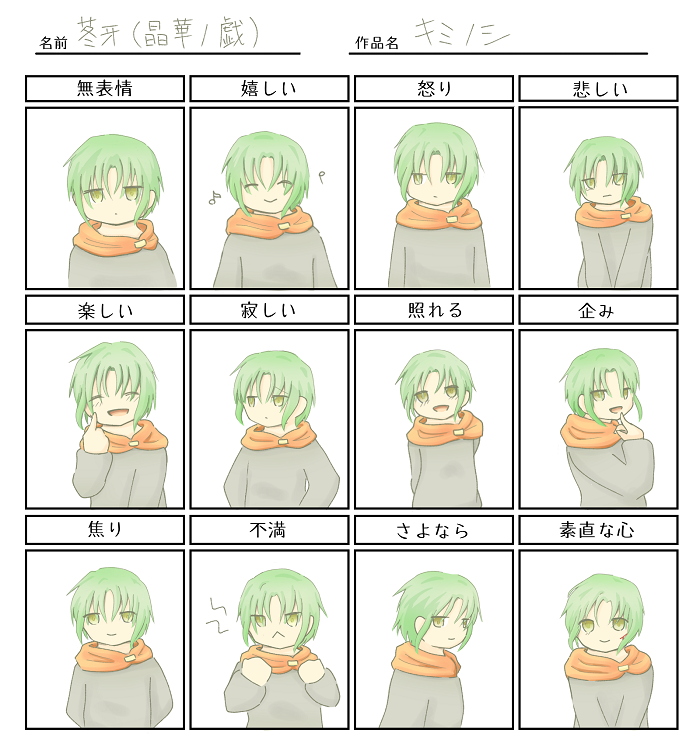 名前 苳牙(晶華ノ戯) 作品名 キミノシ
無表情 嬉しい 怒り 悲しい
楽しい 寂しい 照れる 企み
焦り 不満 さよなら 素直な心